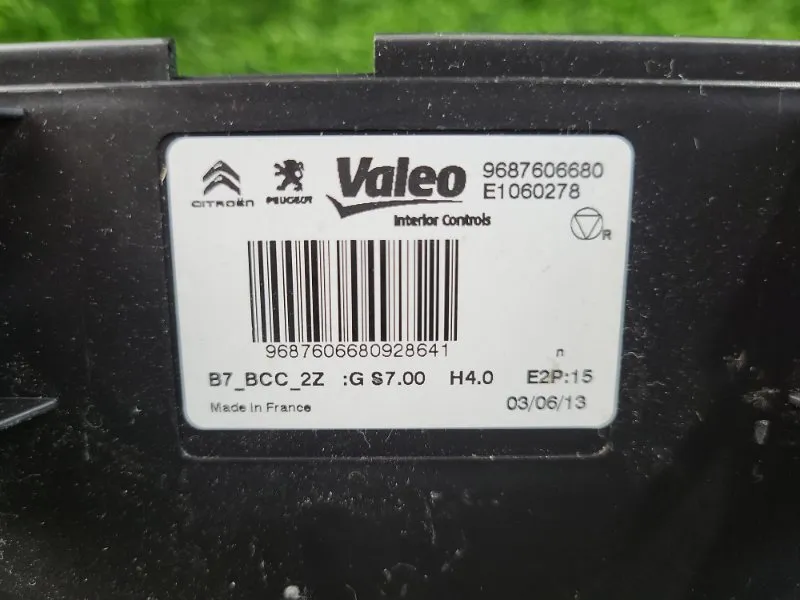 CITROËN PEUGEOT Valeo 9687606680
E1060278
Interior Controls
R
9687606680928641
n
B7_BCC_2Z :G S7.00 H4.0 E2P:15
Made in France 03/06/13